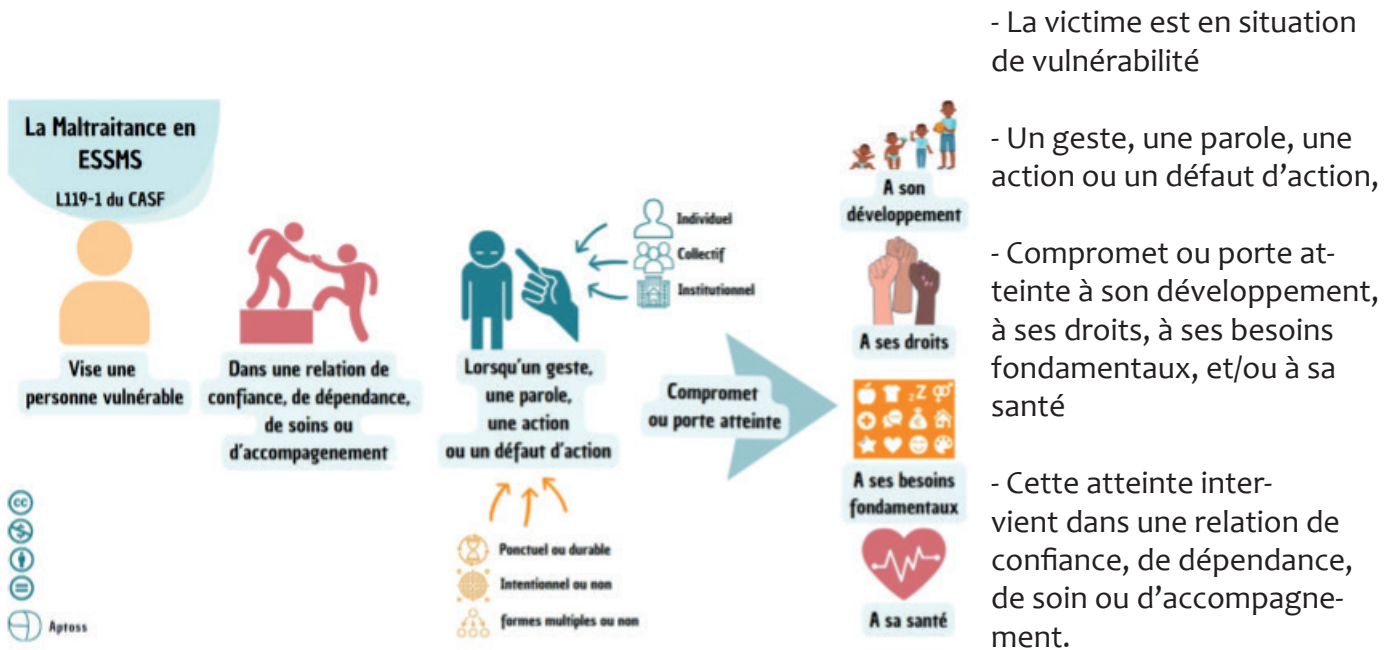 La Maltraitance en
ESSMS
L119-1 du CASF
Vise une
personne vulnérable
Dans une relation de
confiance, de dépendance,
de soins ou
d'accompagenement
Individuel
Collectif
Institutionnel
Lorsqu'un geste,
une parole,
une action
ou un défaut d'action
Ponctuel ou durable
Intentionnel ou non
formes multiples ou non
Compromet
ou porte atteinte
A son
développement
A ses droits
zZ
A ses besoins
fondamentaux
A sa santé
cc
Aptoss
- La victime est en situation
de vulnérabilité
- Un geste, une parole, une
action ou un défaut d’action,
- Compromet ou porte at-
teinte à son développement,
à ses droits, à ses besoins
fondamentaux, et/ou à sa
santé
- Cette atteinte inter-
vient dans une relation de
confiance, de dépendance,
de soin ou d’accompagne-
ment.